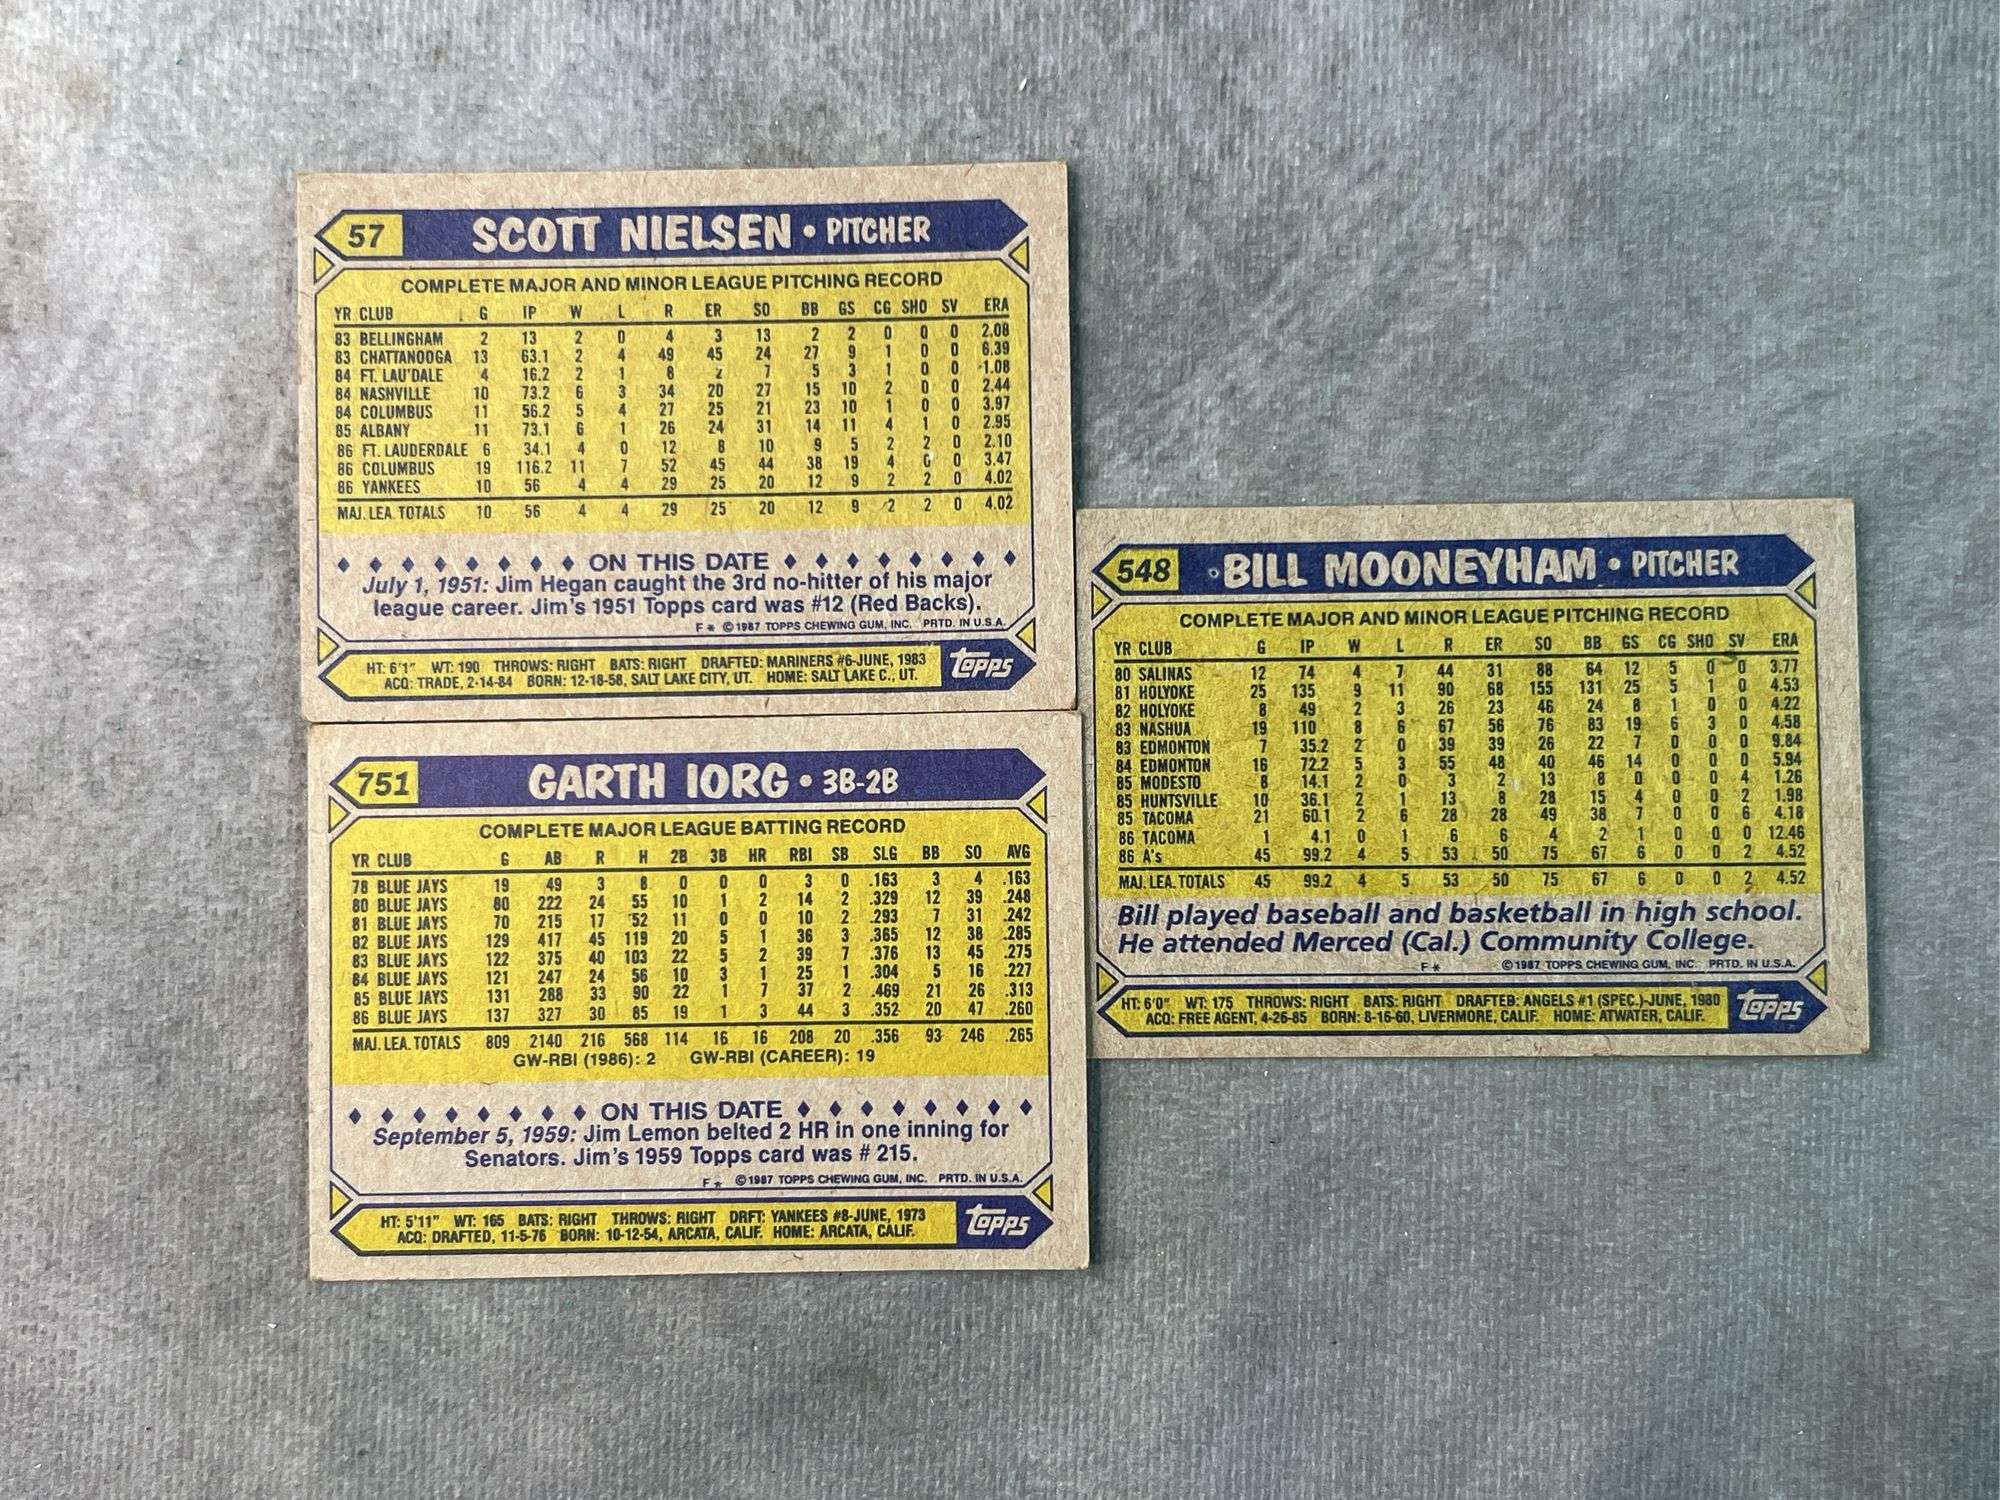 57 SCOTT NIELSEN • PITCHER
COMPLETE MAJOR AND MINOR LEAGUE PITCHING RECORD
YR CLUB G IP W L R ER SO BB GS CG SHO SV ERA
83 BELLINGHAM 2 13 2 0 4 3 13 2 2 0 0 0 2.08
83 CHATTANOOGA 13 63.1 2 4 49 45 24 27 9 1 0 0 6.39
84 FT. LAU'DALE 4 16.2 2 1 8 2 7 5 3 1 0 0 1.08
84 NASHVILLE 10 73.2 6 3 34 20 27 15 10 2 0 0 2.44
84 COLUMBUS 11 56.2 5 4 27 25 21 23 10 1 0 0 3.97
85 ALBANY 11 73.1 6 1 26 24 31 14 11 4 1 0 2.95
86 FT. LAUDERDALE 6 34.1 4 0 12 8 10 9 5 2 2 0 2.10
86 COLUMBUS 19 116.2 11 7 52 45 44 38 19 4 0 0 3.47
86 YANKEES 10 56 4 4 29 25 20 12 9 2 2 0 4.02
MAJ. LEA. TOTALS 10 56 4 4 29 25 20 12 9 2 2 0 4.02
ON THIS DATE
July 1, 1951: Jim Hegan caught the 3rd no-hitter of his major
league career. Jim's 1951 Topps card was #12 (Red Backs).
F* ©1987 TOPPS CHEWING GUM, INC. PRTD. IN U.S.A.
HT: 6'1" WT: 190 THROWS: RIGHT BATS: RIGHT DRAFTED: MARINERS #6-JUNE, 1983
ACQ: TRADE, 2-14-84 BORN: 12-18-58, SALT LAKE CITY, UT. HOME: SALT LAKE C., UT.
topps
751 GARTH IORG • 3B-2B
COMPLETE MAJOR LEAGUE BATTING RECORD
YR CLUB G AB R H 2B 3B HR RBI SB SLG BB SO AVG
78 BLUE JAYS 19 49 3 8 0 0 0 3 0 .163 3 4 .163
80 BLUE JAYS 80 222 24 55 10 1 2 14 2 .329 12 39 .248
81 BLUE JAYS 70 215 17 52 11 0 0 10 2 .293 7 31 .242
82 BLUE JAYS 129 417 45 119 20 5 1 36 3 .365 12 38 .285
83 BLUE JAYS 122 375 40 103 22 5 2 39 7 .376 13 45 .275
84 BLUE JAYS 121 247 24 56 10 3 1 25 1 .304 5 16 .227
85 BLUE JAYS 131 288 33 90 22 1 7 37 2 .469 21 26 .313
86 BLUE JAYS 137 327 30 85 19 1 3 44 3 .352 20 47 .260
MAJ. LEA. TOTALS 809 2140 216 568 114 16 16 208 20 .356 93 246 .265
GW-RBI (1986): 2 GW-RBI (CAREER): 19
ON THIS DATE
September 5, 1959: Jim Lemon belted 2 HR in one inning for
Senators. Jim's 1959 Topps card was # 215.
F* ©1987 TOPPS CHEWING GUM, INC. PRTD. IN U.S.A.
HT: 5'11" WT: 165 BATS: RIGHT THROWS: RIGHT DRFT: YANKEES #8-JUNE, 1973
ACQ: DRAFTED, 11-5-76 BORN: 10-12-54, ARCATA, CALIF. HOME: ARCATA, CALIF.
topps
548 BILL MOONEYHAM • PITCHER
COMPLETE MAJOR AND MINOR LEAGUE PITCHING RECORD
YR CLUB G IP W L R ER SO BB GS CG SHO SV ERA
80 SALINAS 12 74 4 7 44 31 88 64 12 5 0 0 3.77
81 HOLYOKE 25 135 9 11 90 68 155 131 25 5 1 0 4.53
82 HOLYOKE 8 49 2 3 26 23 46 24 8 1 0 0 4.22
83 NASHUA 19 110 8 6 67 56 76 83 19 6 3 0 4.58
83 EDMONTON 7 35.2 2 0 39 39 26 22 7 0 0 0 9.84
84 EDMONTON 16 72.2 5 3 55 48 40 46 14 0 0 0 5.94
85 MODESTO 8 14.1 2 0 3 2 13 8 0 0 0 4 1.26
85 HUNTSVILLE 10 36.1 2 1 13 8 28 15 4 0 0 2 1.98
85 TACOMA 21 60.1 2 6 28 28 49 38 7 0 0 6 4.18
86 TACOMA 1 4.1 0 1 6 6 4 2 1 0 0 0 12.46
86 A's 45 99.2 4 5 53 50 75 67 6 0 0 2 4.52
MAJ. LEA. TOTALS 45 99.2 4 5 53 50 75 67 6 0 0 2 4.52
Bill played baseball and basketball in high school.
He attended Merced (Cal.) Community College.
F* ©1987 TOPPS CHEWING GUM, INC. PRTD. IN U.S.A.
HT: 6'0" WT: 175 THROWS: RIGHT BATS: RIGHT DRAFTEB: ANGELS #1 (SPEC.)-JUNE, 1980
ACQ: FREE AGENT, 4-26-85 BORN: 8-16-60, LIVERMORE, CALIF. HOME: ATWATER, CALIF.
topps